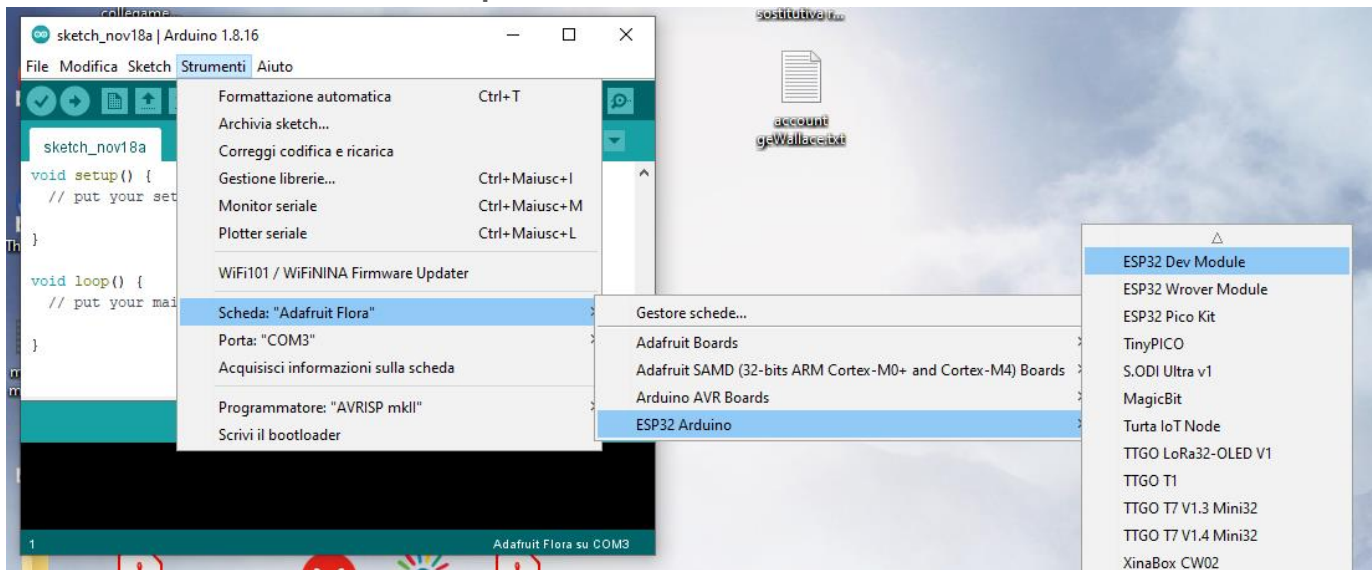 collegame
sostitutiva r...
sketch_nov18a | Arduino 1.8.16
File Modifica Sketch Strumenti Aiuto
account
geWallace.txt
sketch_nov18a
void setup() {
// put your set
}
void loop() {
// put your mai
}
Formattazione automatica Ctrl+T
Archivia sketch...
Correggi codifica e ricarica
Gestione librerie... Ctrl+Maiusc+I
Monitor seriale Ctrl+Maiusc+M
Plotter seriale Ctrl+Maiusc+L
WiFi101 / WiFiNINA Firmware Updater
Scheda: "Adafruit Flora"
Porta: "COM3"
Acquisisci informazioni sulla scheda
Programmatore: "AVRISP mkII"
Scrivi il bootloader
Gestore schede...
Adafruit Boards
Adafruit SAMD (32-bits ARM Cortex-M0+ and Cortex-M4) Boards
Arduino AVR Boards
ESP32 Arduino
ESP32 Dev Module
ESP32 Wrover Module
ESP32 Pico Kit
TinyPICO
S.ODI Ultra v1
MagicBit
Turta IoT Node
TTGO LoRa32-OLED V1
TTGO T1
TTGO T7 V1.3 Mini32
TTGO T7 V1.4 Mini32
XinaBox CW02
1 Adafruit Flora su COM3